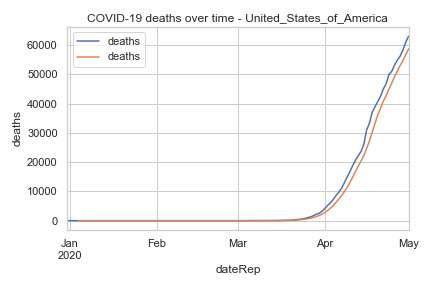 COVID-19 deaths over time - United_States_of_America
deaths
deaths
60000
50000
40000
30000
20000
10000
0
deaths
Jan
2020
Feb
Mar
Apr
May
dateRep